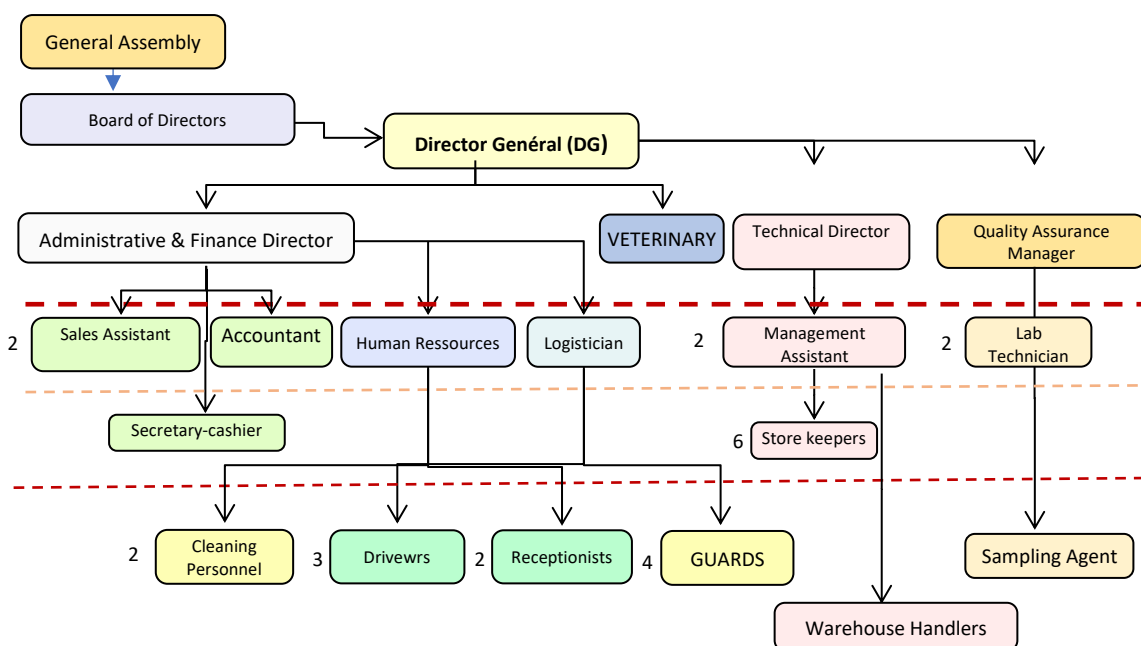 General Assembly
Board of Directors
Director Genéral (DG)
Administrative & Finance Director
VETERINARY
Technical Director
Quality Assurance
Manager
2
Sales Assistant
Accountant
Human Ressources
Logistician
2
Management
Assistant
2
Lab
Technician
Secretary-cashier
6
Store keepers
2
Cleaning
Personnel
3
Drivewrs
2
Receptionists
4
GUARDS
Sampling Agent
Warehouse Handlers